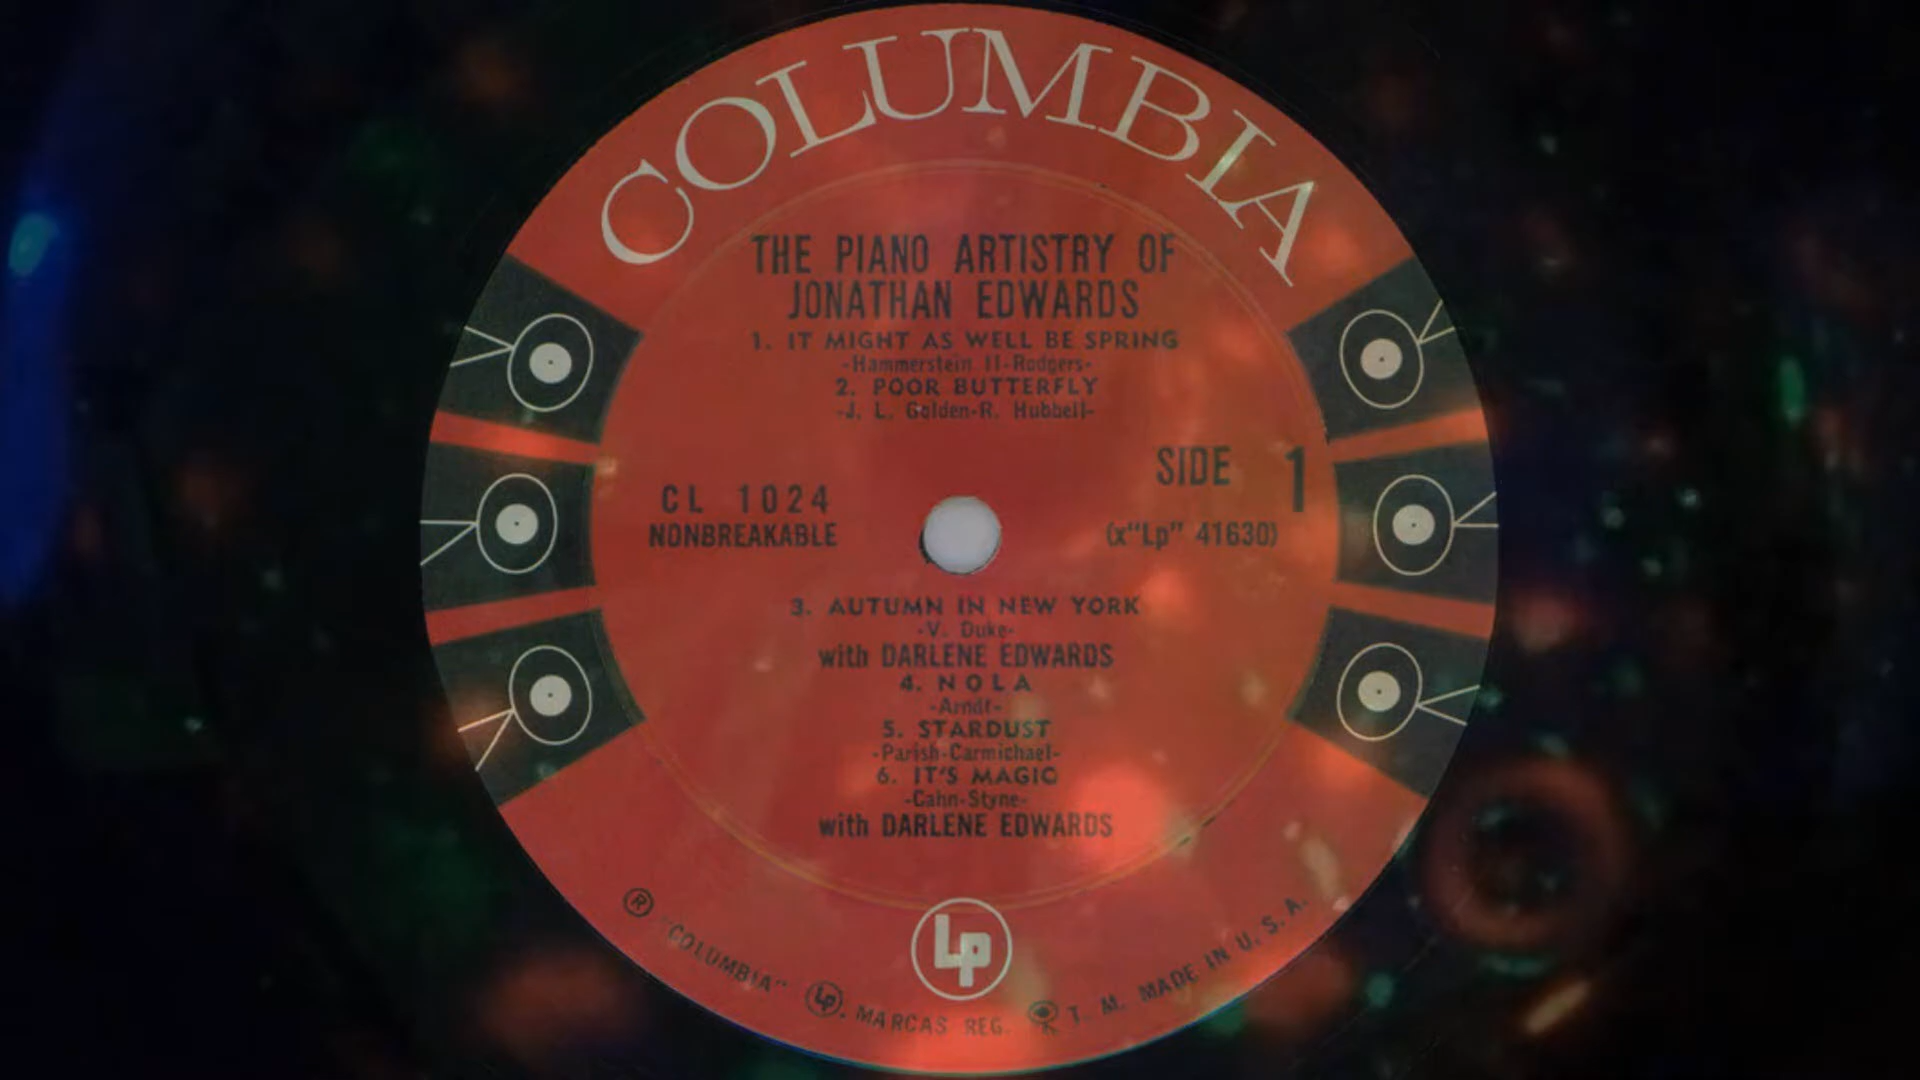 COLUMBIA
THE PIANO ARTISTRY OF
JONATHAN EDWARDS
1. IT MIGHT AS WELL BE SPRING
-Hammerstein II-Rodgers-
2. POOR BUTTERFLY
-J. L. Golden-R. Hubbell-
SIDE 1
CL 1024
NONBREAKABLE
(x"Lp" 41630)
3. AUTUMN IN NEW YORK
-V. Duke-
with DARLENE EDWARDS
4. NOLA
-Arndt-
5. STARDUST
-Parish-Carmichael-
6. IT'S MAGIC
-Cahn-Styne-
with DARLENE EDWARDS
Lp
® "COLUMBIA" Lp, MARCAS REG. T. M. MADE IN U. S. A.